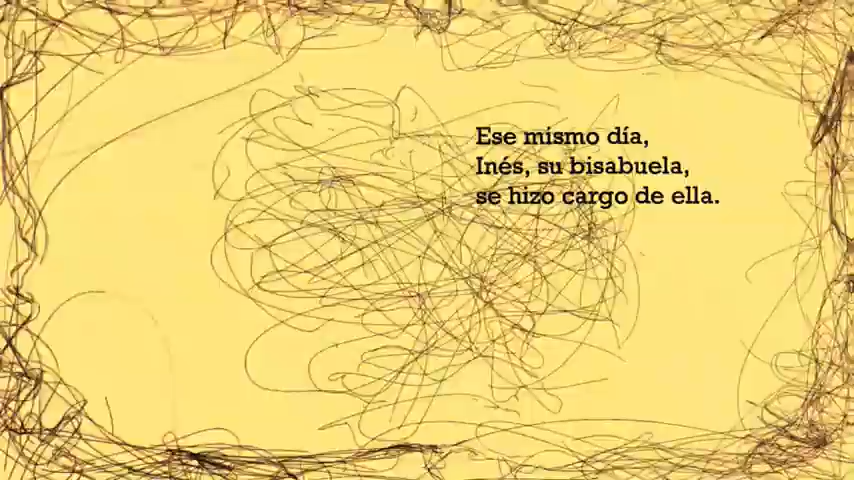 Ese mismo día,
Inés, su bisabuela,
se hizo cargo de ella.